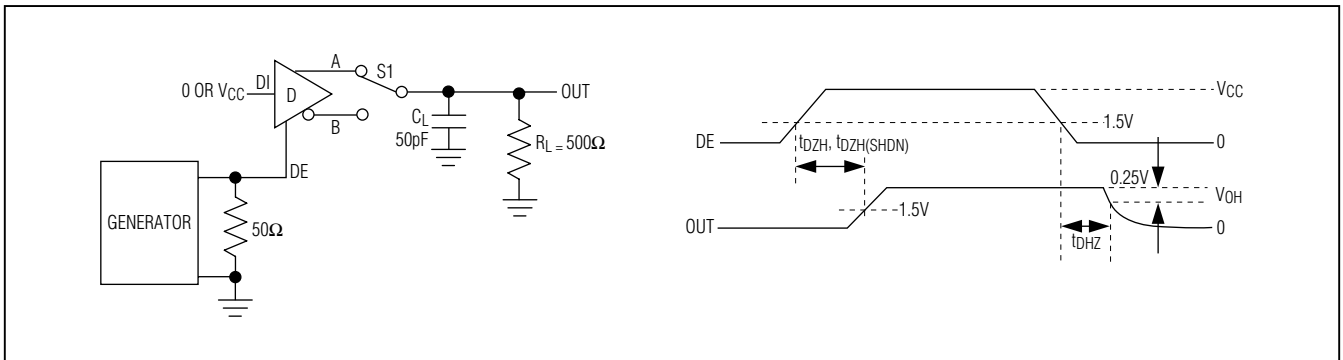 0 OR VCC
DI
D
A
B
S1
OUT
CL
50pF
RL = 500Ω
DE
GENERATOR
50Ω
VCC
1.5V
DE
0
tDZH, tDZH(SHDN)
0.25V
VOH
1.5V
OUT
0
tDHZ